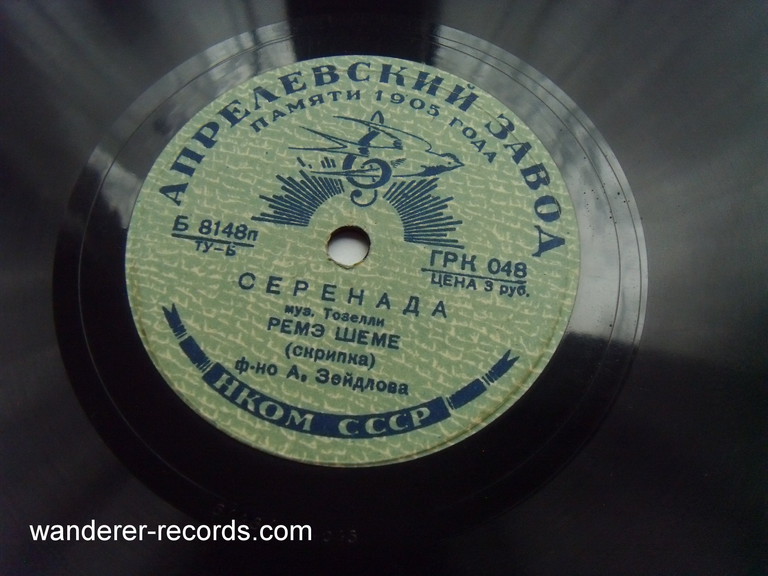 АПРЕЛЕВСКИЙ ЗАВОД
ПАМЯТИ 1905 ГОДА
Б 8148п
ТУ-Б
ГРК 048
ЦЕНА 3 руб.
СЕРЕНАДА
муз. Тозелли
РЕМЭ ШЕМЕ
(скрипка)
ф-но А. Зейдлова
НКОМ СССР
wanderer-records.com